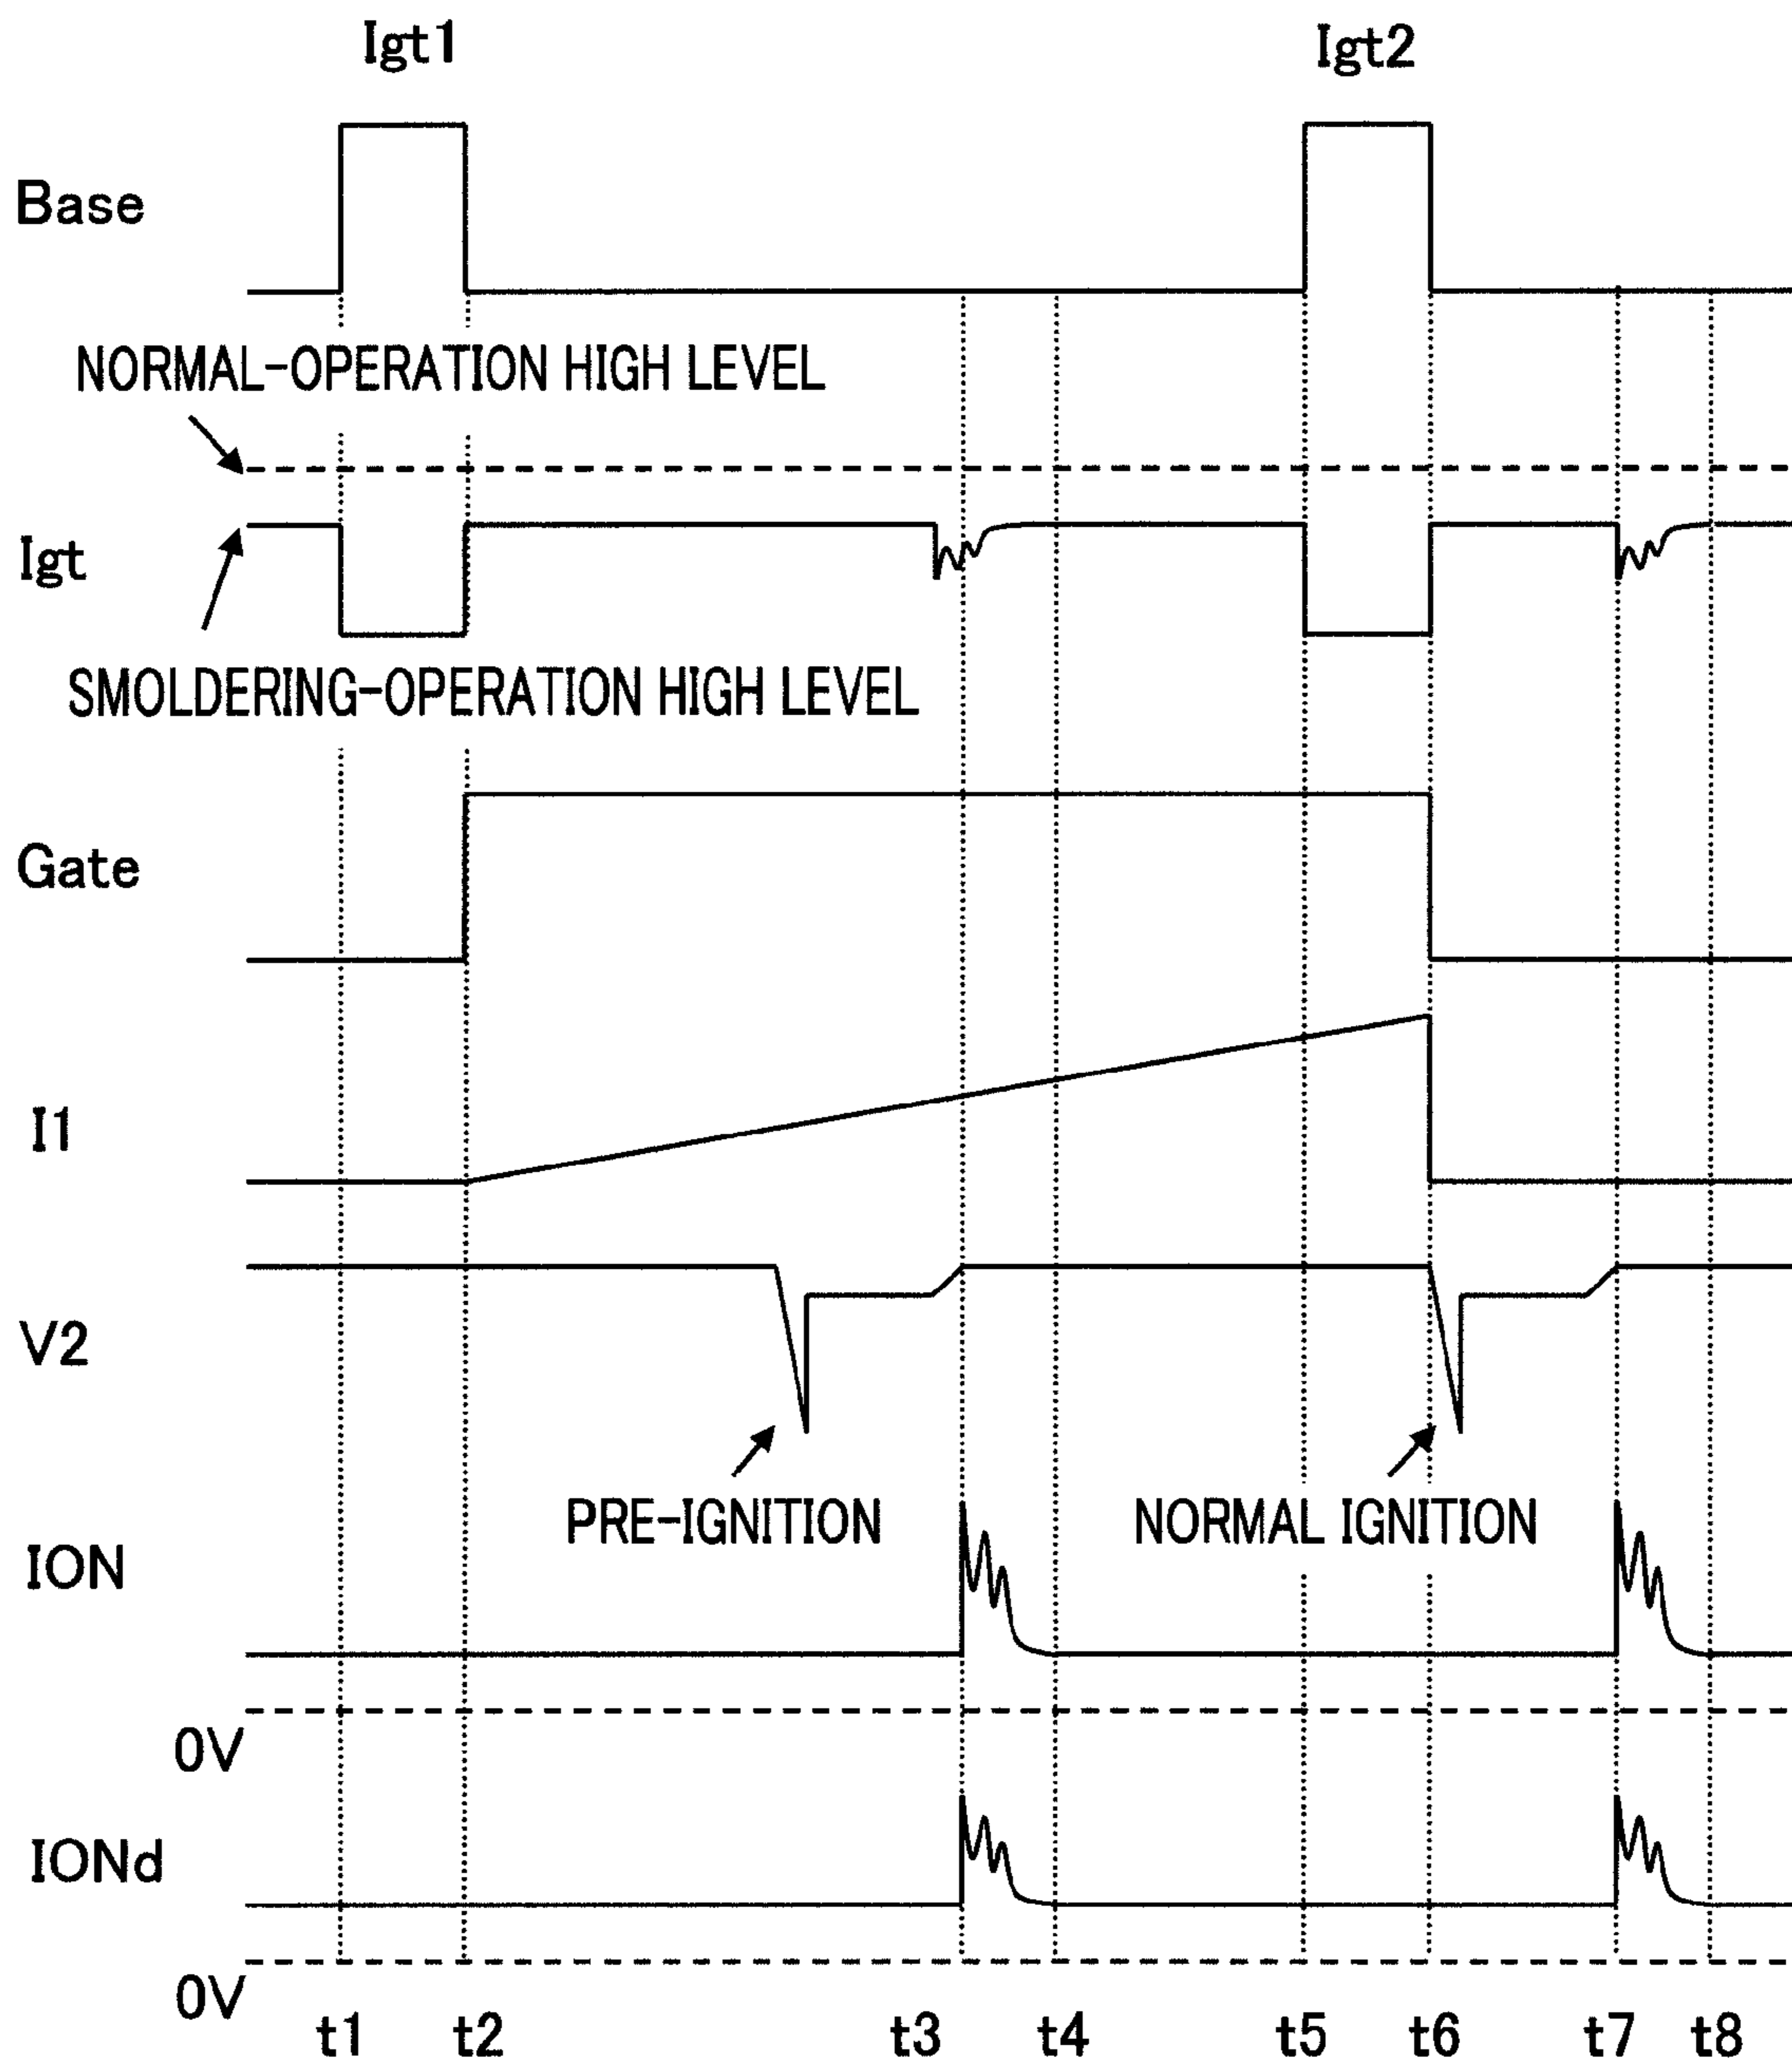 Igt1 Igt2
Base
NORMAL-OPERATION HIGH LEVEL
Igt
SMOLDERING-OPERATION HIGH LEVEL
Gate
I1
V2
PRE-IGNITION NORMAL IGNITION
ION
0V
IONd
0V
t1 t2 t3 t4 t5 t6 t7 t8